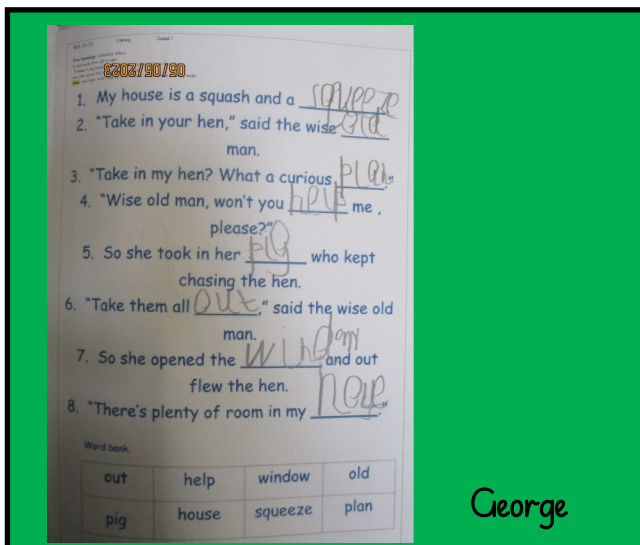 05/05/2023
1. My house is a squash and a squeeze
2. "Take in your hen," said the wise old
man.
3. "Take in my hen? What a curious plan."
4. "Wise old man, won't you help me ,
please?"
5. So she took in her pig who kept
chasing the hen.
6. "Take them all out," said the wise old
man.
7. So she opened the window and out
flew the hen.
8. "There's plenty of room in my
Word bank.
out help window old
pig house squeeze plan
George